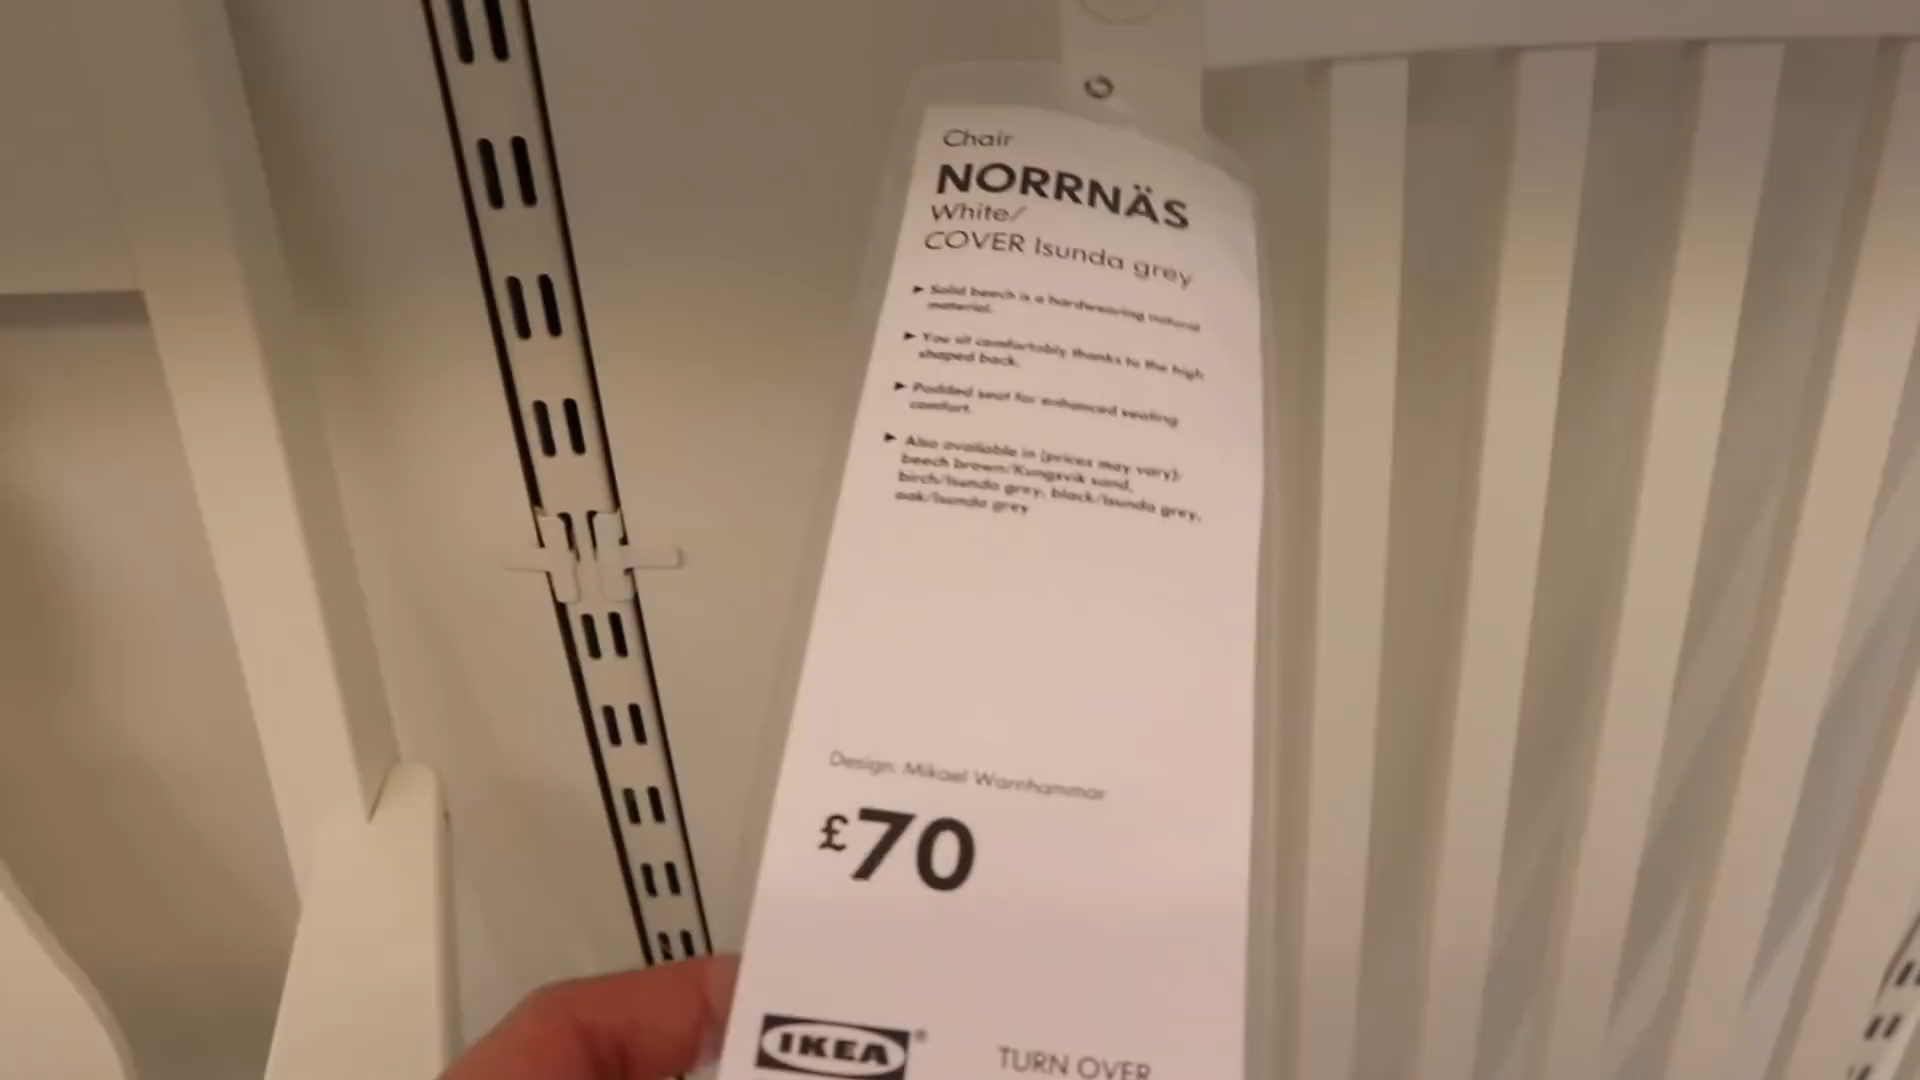 Chair
NORRNÄS
White/
COVER Isunda grey
► Solid beech is a hardwearing natural
material.
► You sit comfortably thanks to the high
shaped back.
► Padded seat for enhanced seating
comfort.
► Also available in (prices may vary):
beech brown/Kungsvik sand,
birch/Isunda grey, black/Isunda grey,
oak/Isunda grey
Design: Mikael Warnhammar
£70
IKEA®
TURN OVER